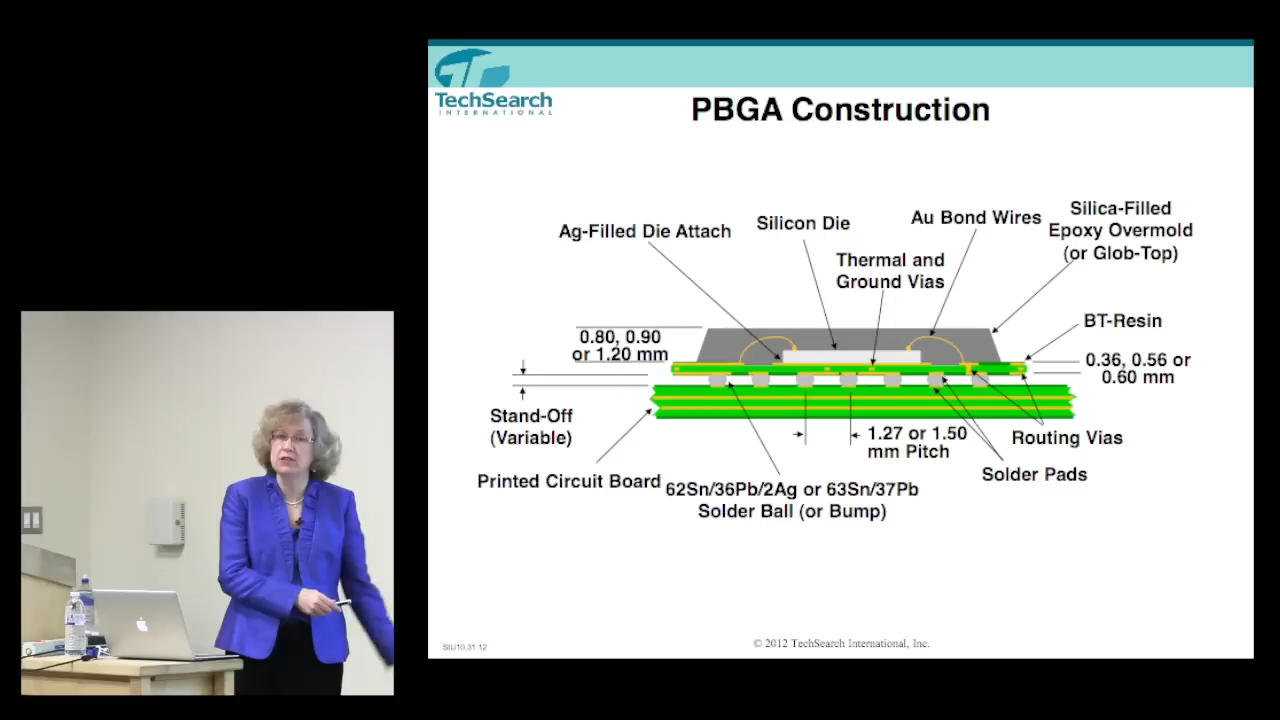 TechSearch
INTERNATIONAL
PBGA Construction
Ag-Filled Die Attach
Silicon Die
Au Bond Wires
Silica-Filled
Epoxy Overmold
(or Glob-Top)
Thermal and
Ground Vias
BT-Resin
0.80, 0.90
or 1.20 mm
0.36, 0.56 or
0.60 mm
Stand-Off
(Variable)
1.27 or 1.50
mm Pitch
Routing Vias
Solder Pads
Printed Circuit Board
62Sn/36Pb/2Ag or 63Sn/37Pb
Solder Ball (or Bump)
StU10.31.12
© 2012 TechSearch International, Inc.